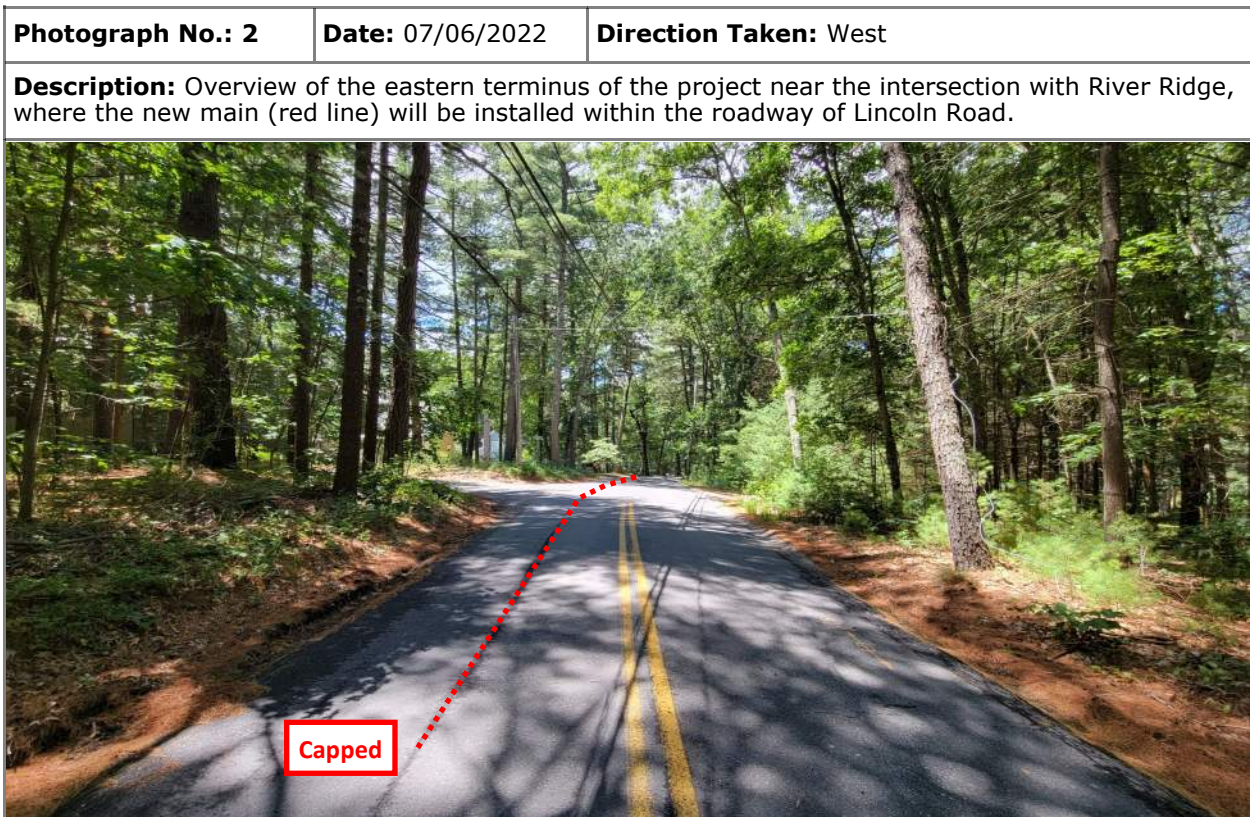 Photograph No.: 2
Date: 07/06/2022
Direction Taken: West
Description: Overview of the eastern terminus of the project near the intersection with River Ridge,
where the new main (red line) will be installed within the roadway of Lincoln Road.
Capped